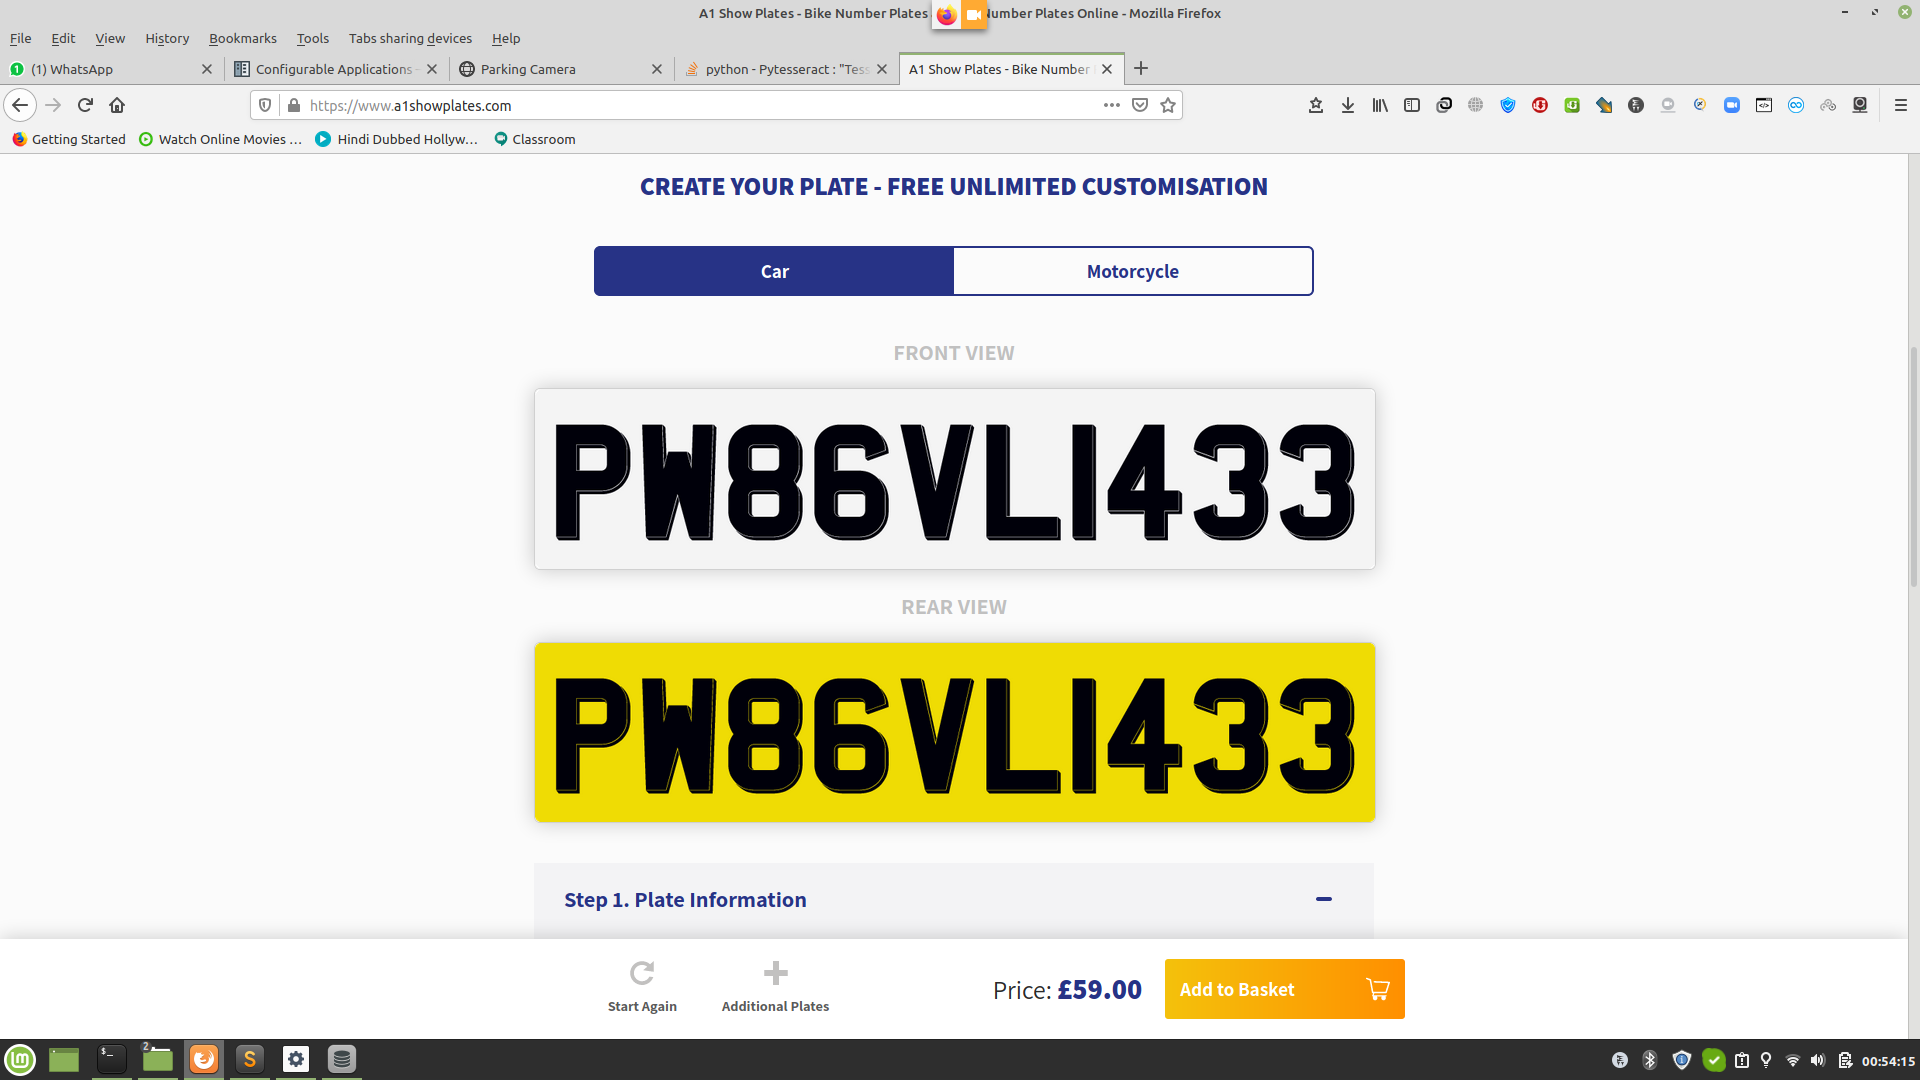 A1 Show Plates - Bike Number Plates Number Plates Online - Mozilla Firefox
File Edit View History Bookmarks Tools Tabs sharing devices Help
(1) WhatsApp
Configurable Applications -
Parking Camera
python - Pytesseract : "Tess
A1 Show Plates - Bike Number
https://www.a1showplates.com
Getting Started
Watch Online Movies ...
Hindi Dubbed Hollyw...
Classroom
CREATE YOUR PLATE - FREE UNLIMITED CUSTOMISATION
Car
Motorcycle
FRONT VIEW
PW86VL1433
REAR VIEW
PW86VL1433
Step 1. Plate Information
Start Again
Additional Plates
Price: £59.00
Add to Basket
2
00:54:15